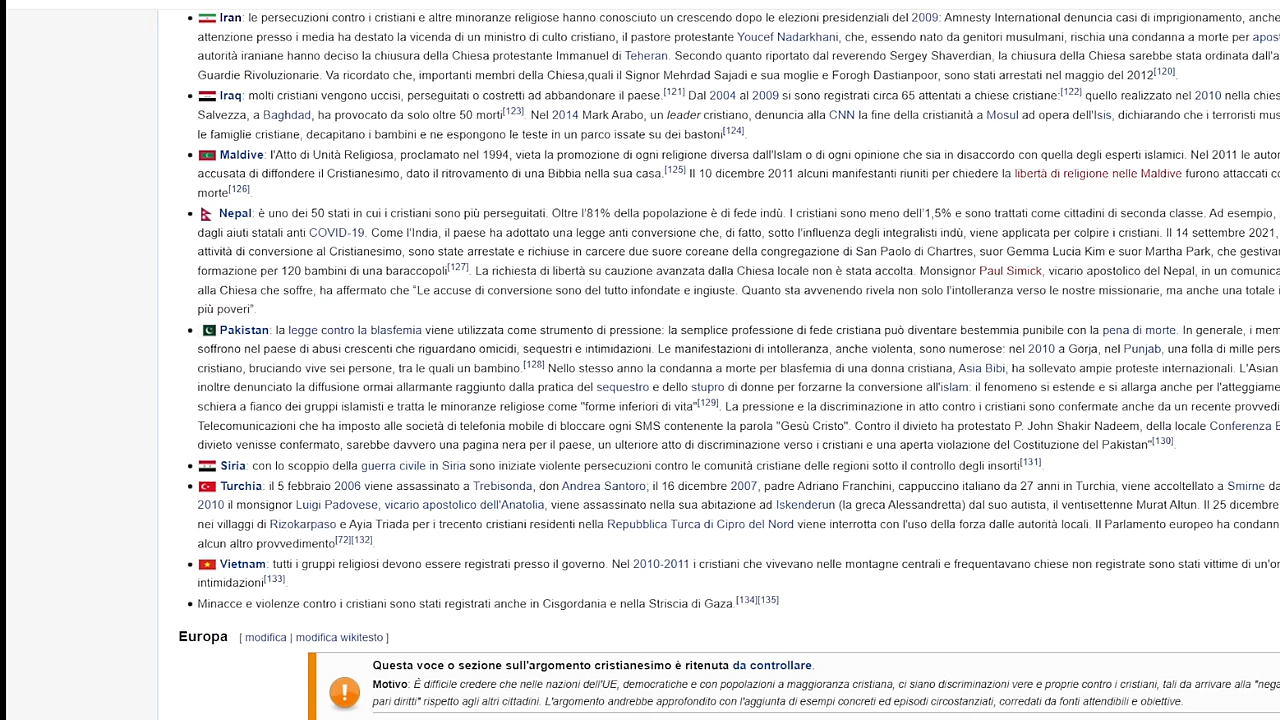 Iran: le persecuzioni contro i cristiani e altre minoranze religiose hanno conosciuto un crescendo dopo le elezioni presidenziali del 2009: Amnesty International denuncia casi di imprigionamento, anche
attenzione presso i media ha destato la vicenda di un ministro di culto cristiano, il pastore protestante Youcef Nadarkhani, che, essendo nato da genitori musulmani, rischia una condanna a morte per apost
autorità iraniane hanno deciso la chiusura della Chiesa protestante Immanuel di Teheran. Secondo quanto riportato dal reverendo Sergey Shaverdian, la chiusura della Chiesa sarebbe stata ordinata dall'a
Guardie Rivoluzionarie. Va ricordato che, importenti membri della Chiesa,quali il Signor Mehrdad Sajadi e sua moglie e Forogh Dastianpoor, sono stati arrestati nel maggio del 2012[120].
Iraq: molti cristiani vengono uccisi, perseguitati o costretti ad abbandonare il paese.[121] Dal 2004 al 2009 si sono registrati circa 65 attentati a chiese cristiane:[122] quello realizzato nel 2010 nella chies
Salvezza, a Baghdad, ha provocato da solo oltre 50 morti[123]. Nel 2014 Mark Arabo, un leader cristiano, denuncia alla CNN la fine della cristianità a Mosul ad opera dell'Isis, dichiarando che i terroristi mus
le famiglie cristiane, decapitano i bambini e ne espongono le teste in un parco issate su dei bastoni[124].
Maldive: l'Atto di Unità Religiosa, proclamato nel 1994, vieta la promozione di ogni religione diversa dall'Islam o di ogni opinione che sia in disaccordo con quella degli esperti islamici. Nel 2011 le autor
accusata di diffondere il Cristianesimo, dato il ritrovamento di una Bibbia nella sua casa.[125] Il 10 dicembre 2011 alcuni manifestanti riuniti per chiedere la libertà di religione nelle Maldive furono attaccati co
morte[126].
Nepal: è uno dei 50 stati in cui i cristiani sono più perseguitati. Oltre l'81% della popolazione è di fede indù. I cristiani sono meno dell'1,5% e sono trattati come cittadini di seconda classe. Ad esempio,
dagli aiuti statali anti COVID-19. Come l'India, il paese ha adottato una legge anti conversione che, di fatto, sotto l'influenza degli integralisti indù, viene applicata per colpire i cristiani. Il 14 settembre 2021,
attività di conversione al Cristianesimo, sono state arrestate e richiuse in carcere due suore coreane della congregazione di San Paolo di Chartres, suor Gemma Lucia Kim e suor Martha Park, che gestivan
formazione per 120 bambini di una baraccopoli[127]. La richiesta di libertà su cauzione avanzata dalla Chiesa locale non è stata accolta. Monsignor Paul Simick, vicario apostolico del Nepal, in un comunica
alla Chiesa che soffre, ha affermato che “Le accuse di conversione sono del tutto infondate e ingiuste. Quanto sta avvenendo rivela non solo l'intolleranza verso le nostre missionarie, ma anche una totale i
più poveri”.
Pakistan: la legge contro la blasfemia viene utilizzata come strumento di pressione: la semplice professione di fede cristiana può diventare bestemmia punibile con la pena di morte. In generale, i mem
soffrono nel paese di abusi crescenti che riguardano omicidi, sequestri e intimidazioni. Le manifestazioni di intolleranza, anche violenta, sono numerose: nel 2010 a Gorja, nel Punjab, una folla di mille pers
cristiano, bruciando vive sei persone, tra le quali un bambino.[128] Nello stesso anno la condanna a morte per blasfemia di una donna cristiana, Asia Bibi, ha sollevato ampie proteste internazionali. L'Asian
inoltre denunciato la diffusione ormai allarmante raggiunto dalla pratica del sequestro e dello stupro di donne per forzarne la conversione all'islam: il fenomeno si estende e si allarga anche per l'atteggiame
schiera a fianco dei gruppi islamisti e tratta le minoranze religiose come "forme inferiori di vita"[129]. La pressione e la discriminazione in atto contro i cristiani sono confermate anche da un recente provvedi
Telecomunicazioni che ha imposto alle società di telefonia mobile di bloccare ogni SMS contenente la parola "Gesù Cristo". Contro il divieto ha protestato P. John Shakir Nadeem, della locale Conferenza E
divieto venisse confermato, sarebbe davvero una pagina nera per il paese, un ulteriore atto di discriminazione verso i cristiani e una aperta violazione del Costituzione del Pakistan"[130].
Siria: con lo scoppio della guerra civile in Siria sono iniziate violente persecuzioni contro le comunità cristiane delle regioni sotto il controllo degli insorti[131].
Turchia: il 5 febbraio 2006 viene assassinato a Trebisonda, don Andrea Santoro; il 16 dicembre 2007, padre Adriano Franchini, cappuccino italiano da 27 anni in Turchia, viene accoltellato a Smirne da
2010 il monsignor Luigi Padovese, vicario apostolico dell'Anatolia, viene assassinato nella sua abitazione ad Iskenderun (la greca Alessandretta) dal suo autista, il ventisettenne Murat Altun. Il 25 dicembre
nei villaggi di Rizokarpaso e Ayia Triada per i trecento cristiani residenti nella Repubblica Turca di Cipro del Nord viene interrotta con l'uso della forza dalle autorità locali. Il Parlamento europeo ha condann
alcun altro provvedimento[72][132].
Vietnam: tutti i gruppi religiosi devono essere registrati presso il governo. Nel 2010-2011 i cristiani che vivevano nelle montagne centrali e frequentavano chiese non registrate sono stati vittime di un'or
intimidazioni[133].
Minacce e violenze contro i cristiani sono stati registrati anche in Cisgordania e nella Striscia di Gaza.[134][135]
Europa [ modifica | modifica wikitesto ]
Questa voce o sezione sull'argomento cristianesimo è ritenuta da controllare.
Motivo: È difficile credere che nelle nazioni dell'UE, democratiche e con popolazioni a maggioranza cristiana, ci siano discriminazioni vere e proprie contro i cristiani, tali da arrivare alla "nega
pari diritti" rispetto agli altri cittadini. L'argomento andrebbe approfondito con l'aggiunta di esempi concreti ed episodi circostanziati, corredati da fonti attendibili e obiettive.